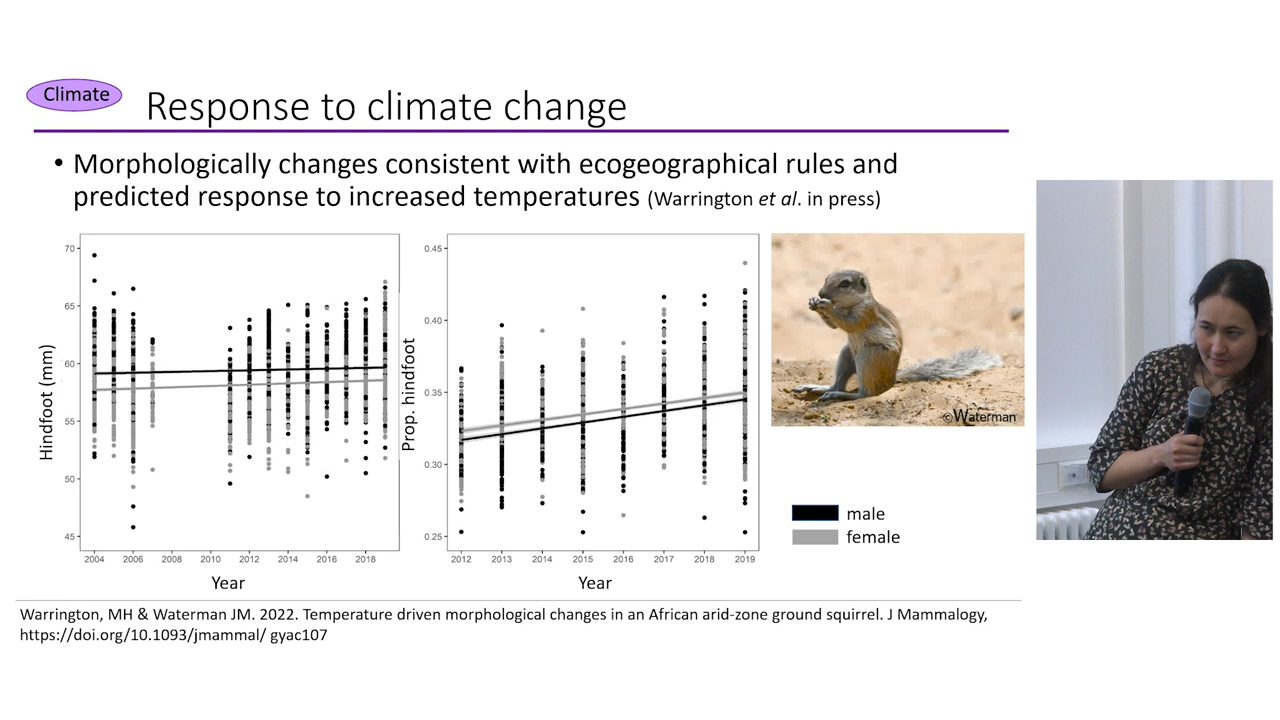 Climate
Response to climate change
• Morphologically changes consistent with ecogeographical rules and
predicted response to increased temperatures (Warrington et al. in press)
Hindfoot (mm)
70
65
60
55
50
45
2004 2006 2008 2010 2012 2014 2016 2018
Year
Prop. hindfoot
0.45
0.40
0.35
0.30
0.25
2012 2013 2014 2015 2016 2017 2018 2019
Year
©Waterman
male
female
Warrington, MH & Waterman JM. 2022. Temperature driven morphological changes in an African arid-zone ground squirrel. J Mammalogy,
https://doi.org/10.1093/jmammal/ gyac107